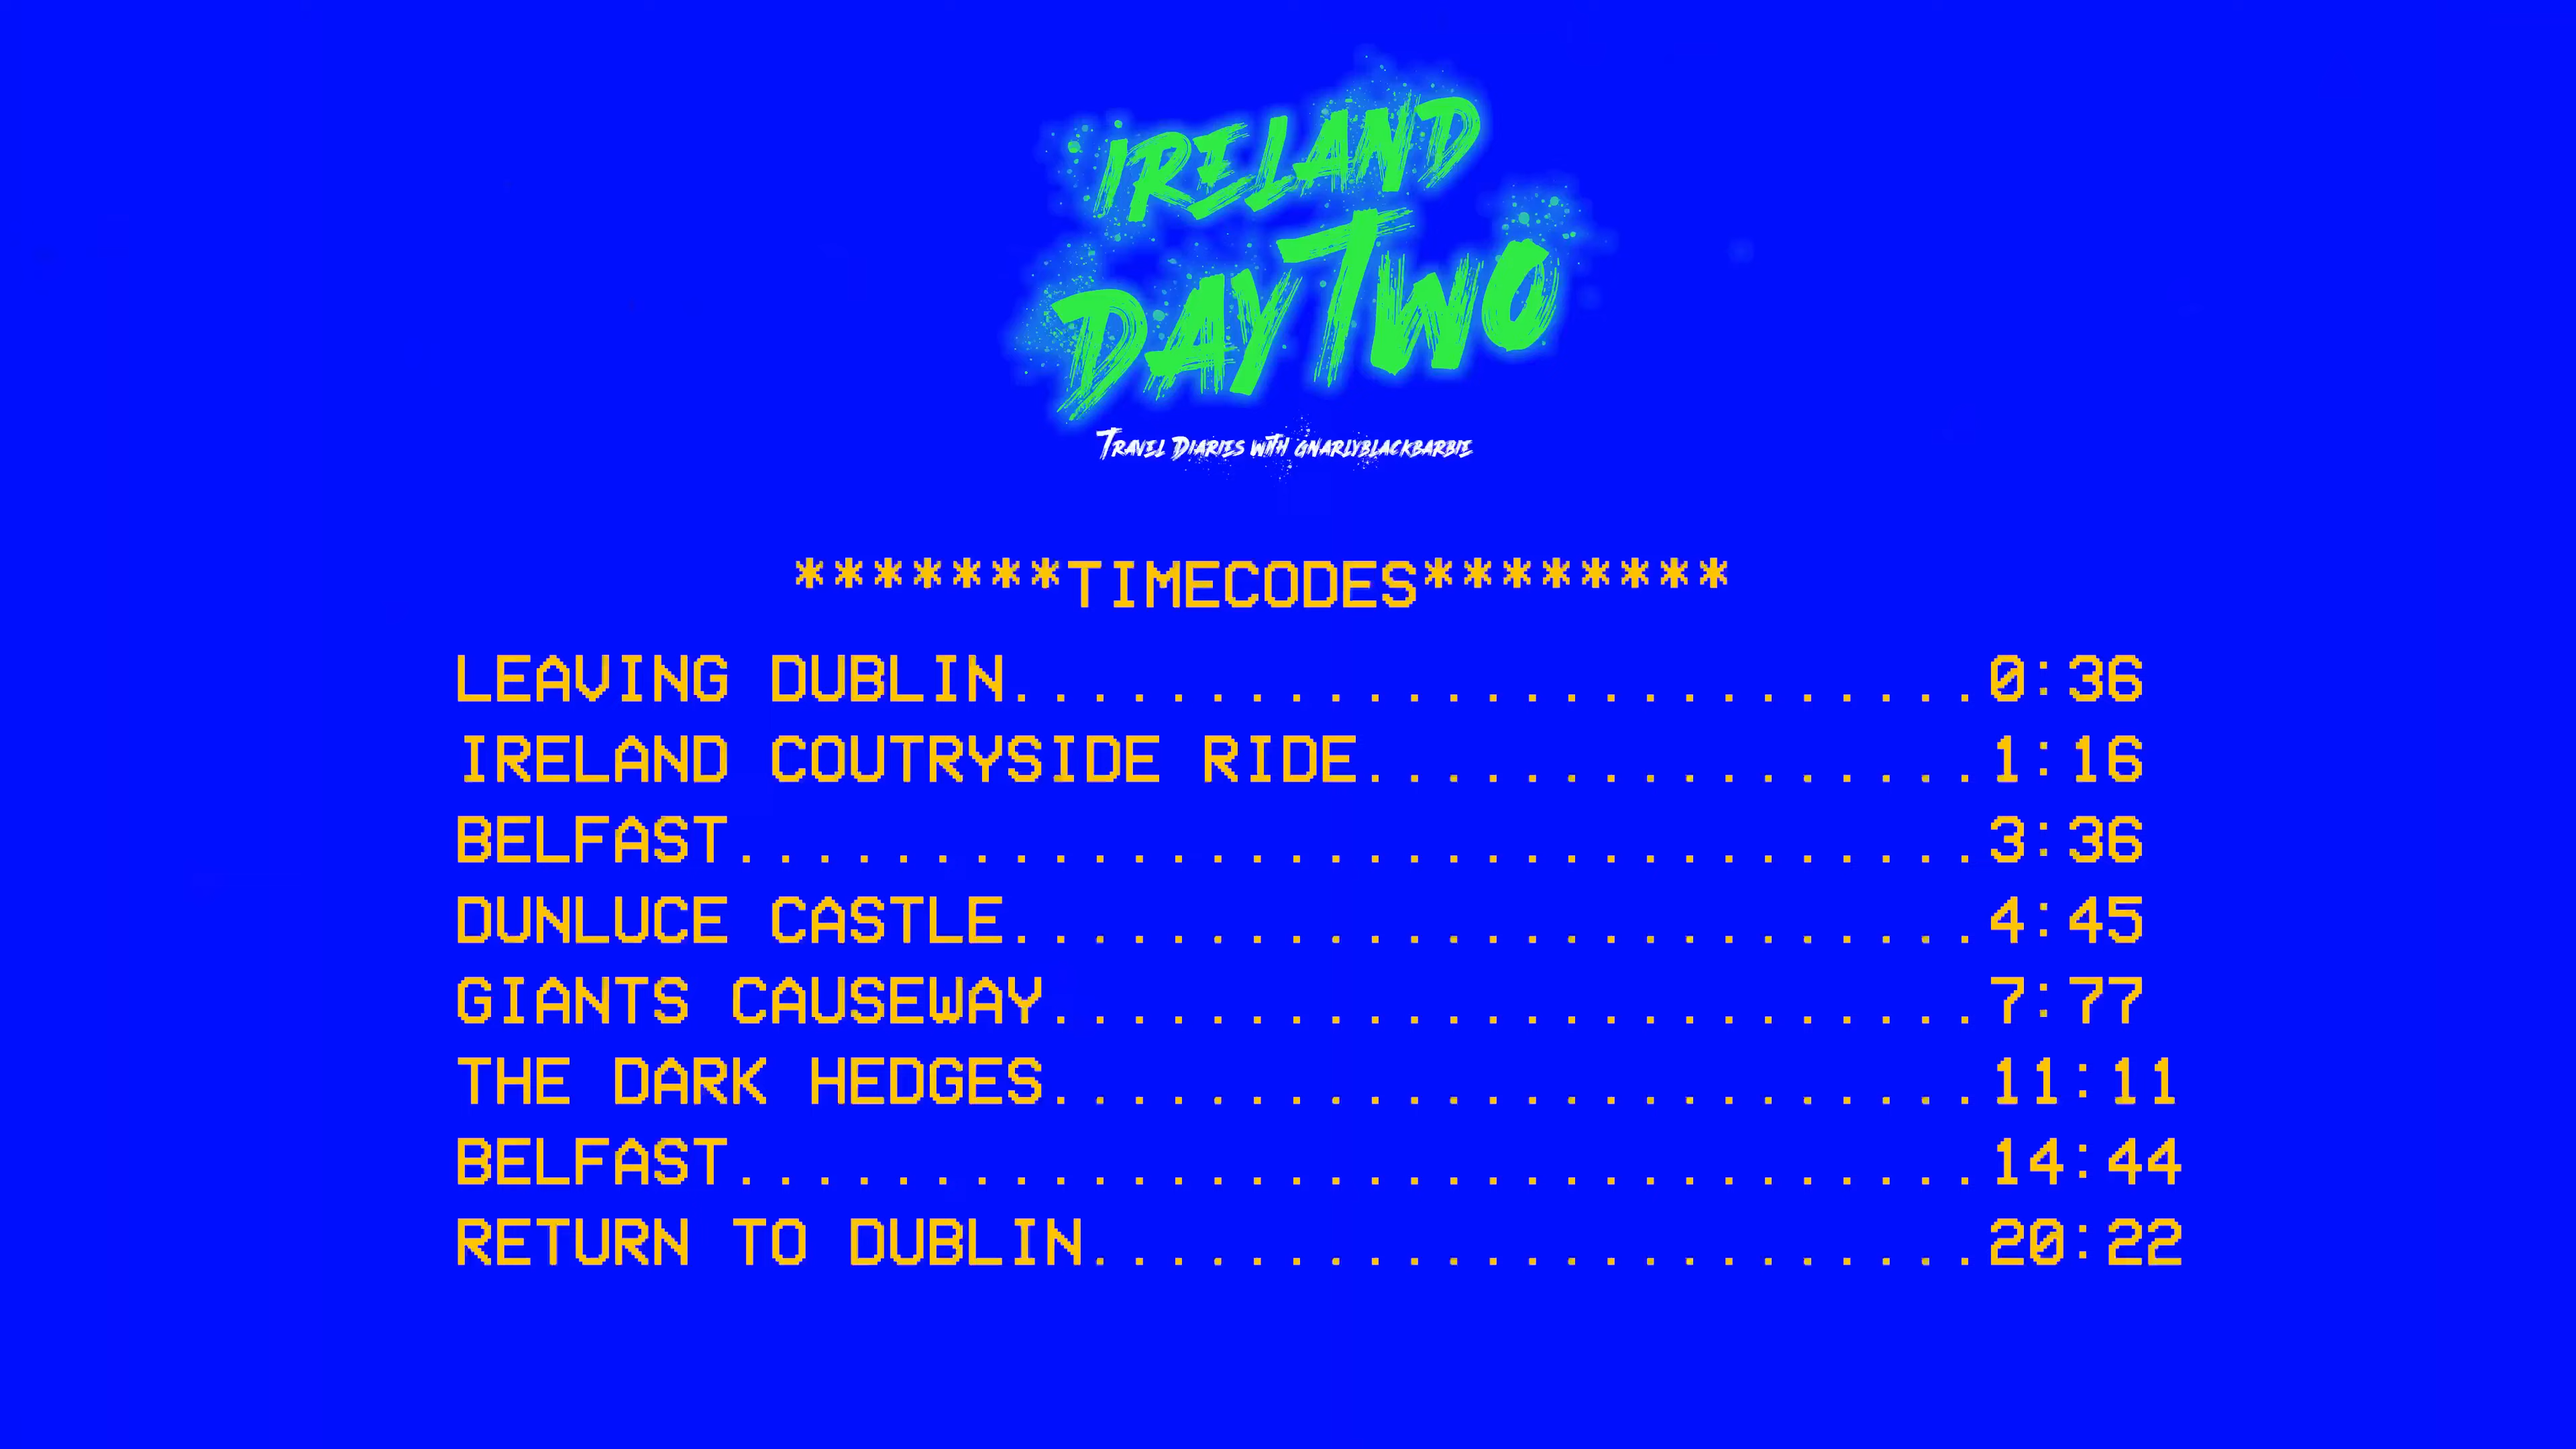 IRELAND
DAY TWO
TRAVEL DIARIES WITH GNARLYBLACKBARBIE
*******TIMECODES********
LEAVING DUBLIN.........................0:36
IRELAND COUTRYSIDE RIDE................1:16
BELFAST................................3:36
DUNLUCE CASTLE.........................4:45
GIANTS CAUSEWAY........................7:77
THE DARK HEDGES........................11:11
BELFAST................................14:44
RETURN TO DUBLIN.......................20:22